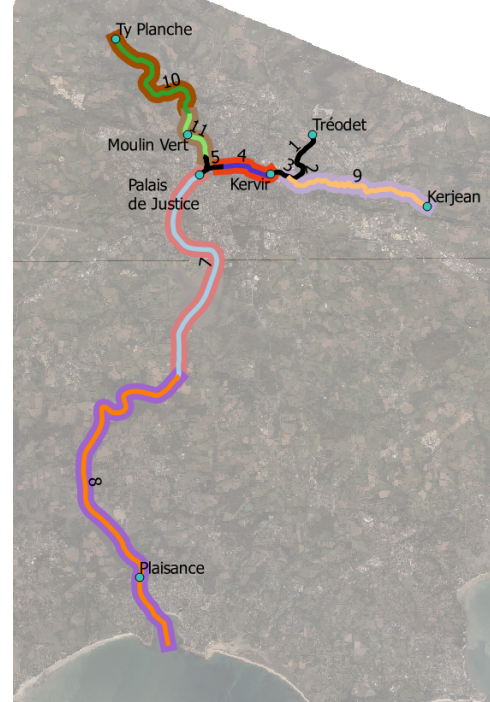 Ty Planche
10
11
Moulin Vert
Tréodet
1
5
4
3
2
9
Palais
de Justice
Kervir
Kerjean
7
8
Plaisance